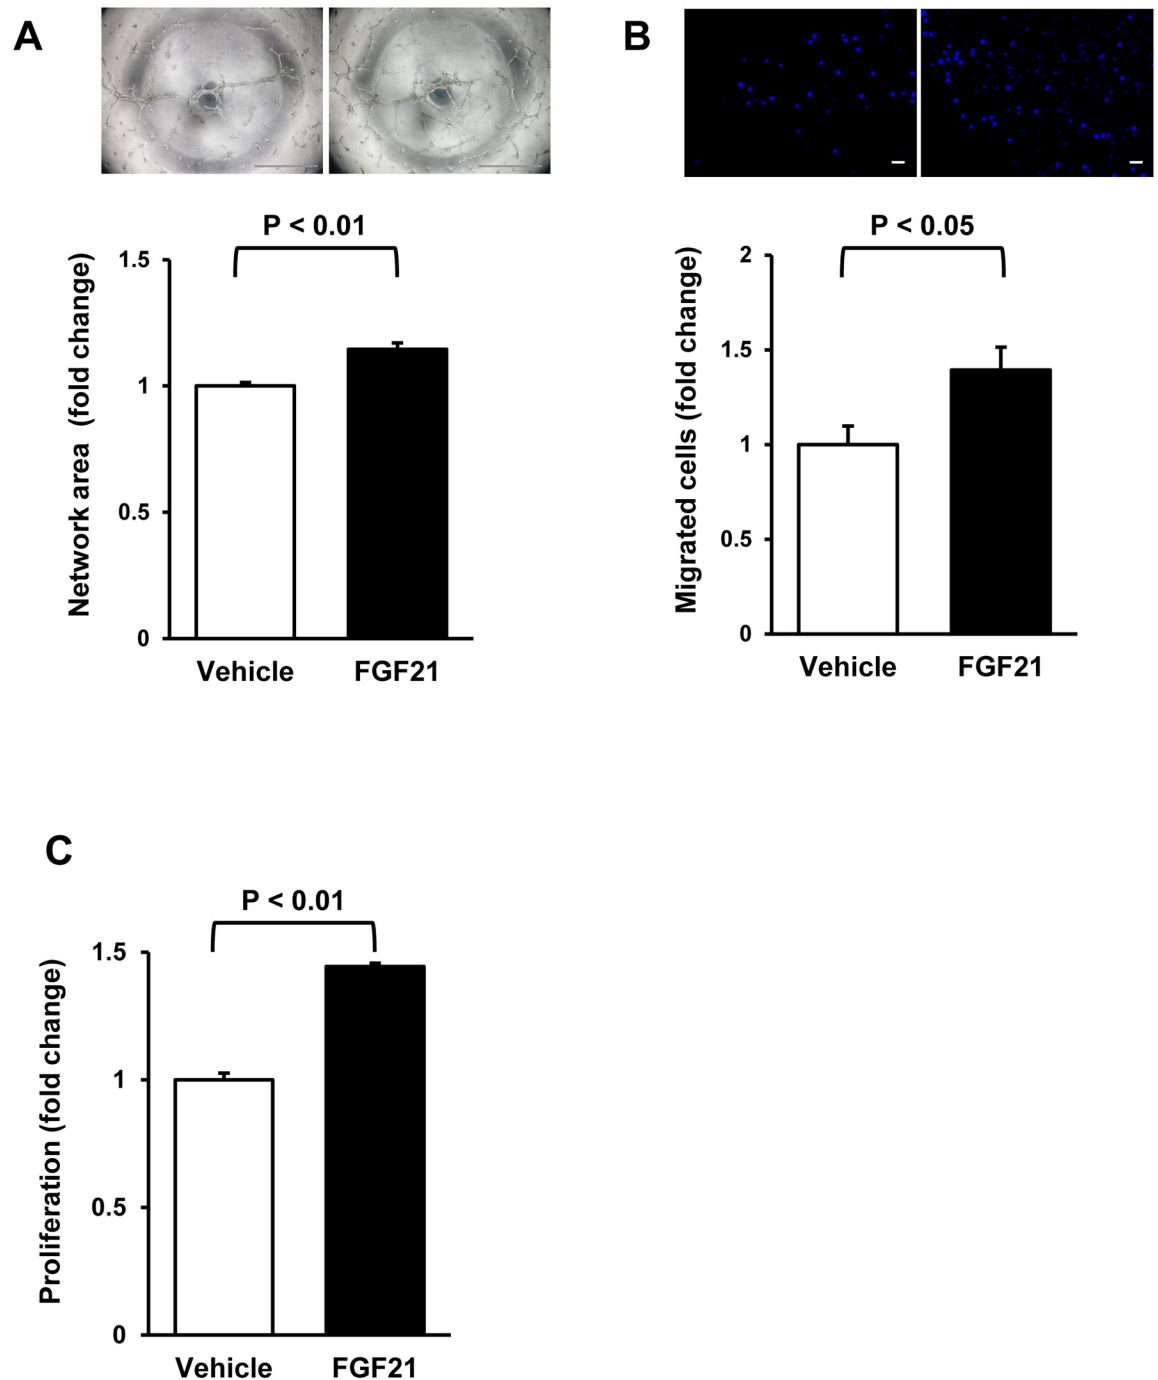 A
P < 0.01
Network area (fold change)
1.5
1
0.5
0
Vehicle FGF21
B
P < 0.05
Migrated cells (fold change)
2
1.5
1
0.5
0
Vehicle FGF21
C
P < 0.01
Proliferation (fold change)
1.5
1
0.5
0
Vehicle FGF21